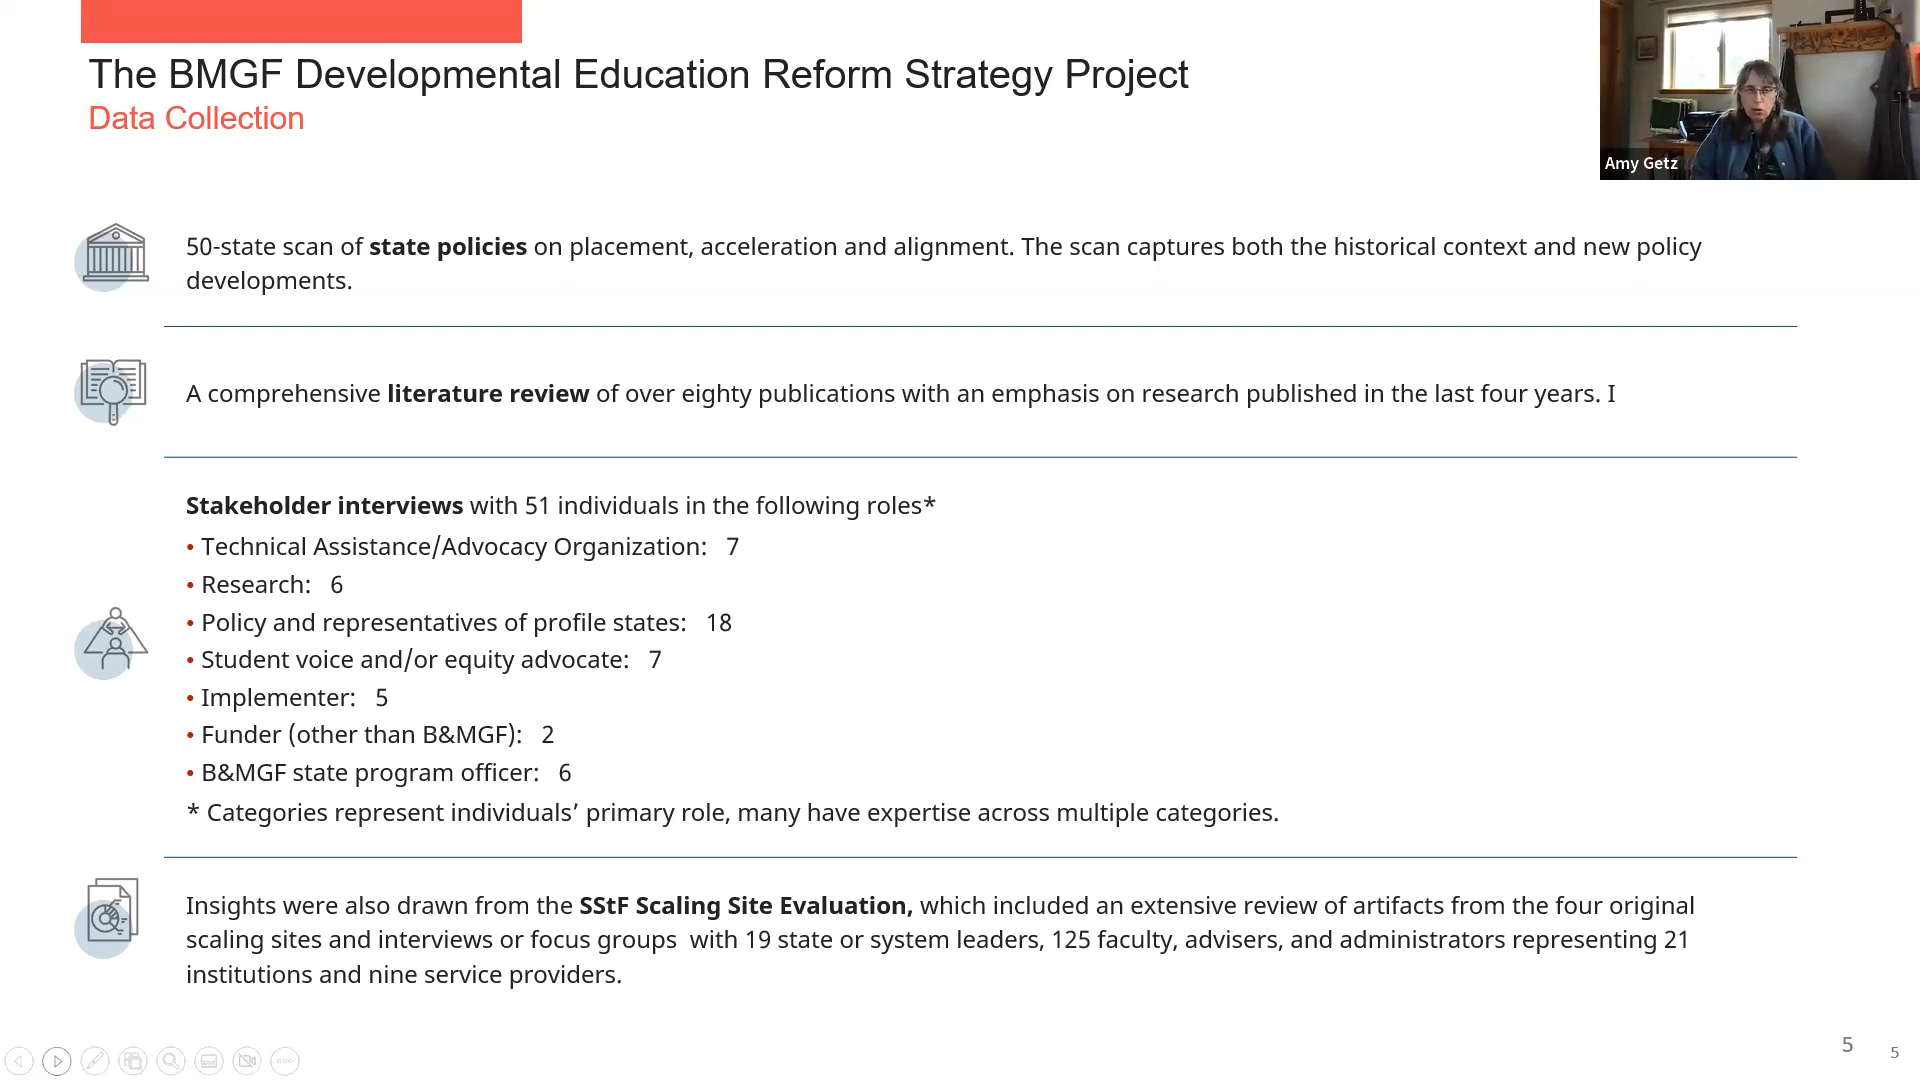 The BMGF Developmental Education Reform Strategy Project
Data Collection
Amy Getz
50-state scan of state policies on placement, acceleration and alignment. The scan captures both the historical context and new policy
developments.
A comprehensive literature review of over eighty publications with an emphasis on research published in the last four years. I
Stakeholder interviews with 51 individuals in the following roles*
• Technical Assistance/Advocacy Organization: 7
• Research: 6
• Policy and representatives of profile states: 18
• Student voice and/or equity advocate: 7
• Implementer: 5
• Funder (other than B&MGF): 2
• B&MGF state program officer: 6
* Categories represent individuals’ primary role, many have expertise across multiple categories.
Insights were also drawn from the SStF Scaling Site Evaluation, which included an extensive review of artifacts from the four original
scaling sites and interviews or focus groups with 19 state or system leaders, 125 faculty, advisers, and administrators representing 21
institutions and nine service providers.
5
5